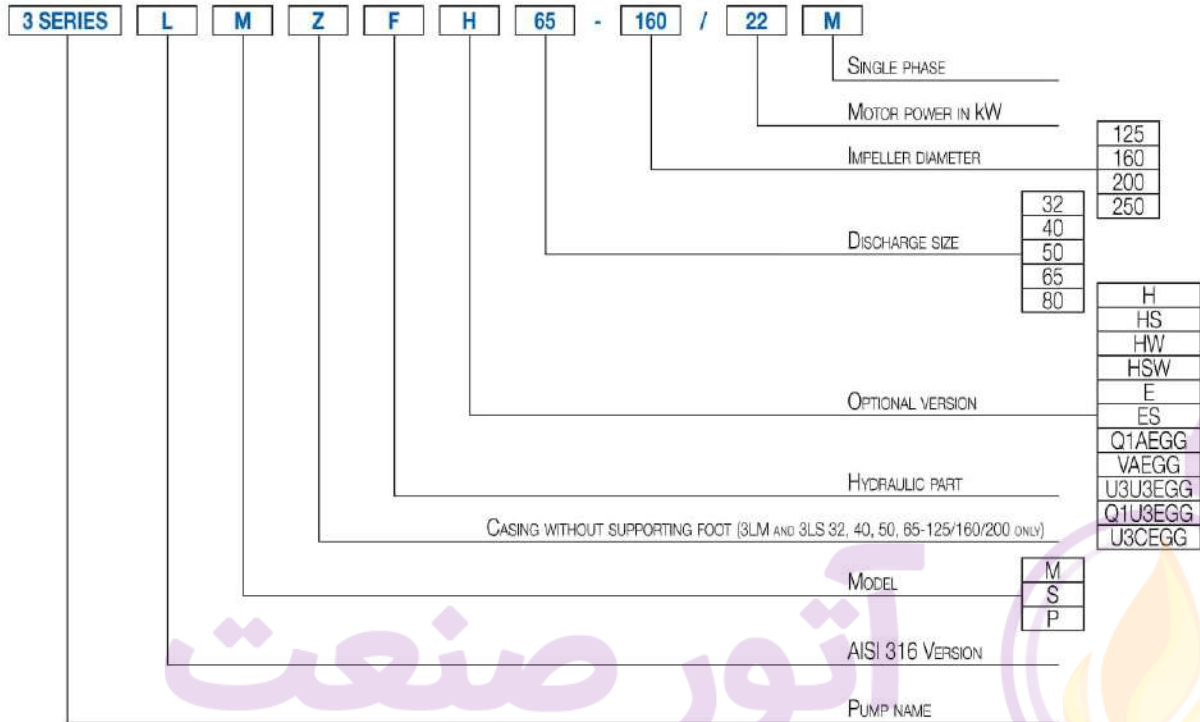 3 SERIES L M Z F H 65 - 160 / 22 M
SINGLE PHASE
MOTOR POWER IN KW
IMPELLER DIAMETER
125
160
200
250
DISCHARGE SIZE
32
40
50
65
80
OPTIONAL VERSION
H
HS
HW
HSW
E
ES
Q1AEGG
VAEGG
U3U3EGG
Q1U3EGG
U3CEGG
HYDRAULIC PART
CASING WITHOUT SUPPORTING FOOT (3LM AND 3LS 32, 40, 50, 65-125/160/200 ONLY)
MODEL
M
S
P
AISI 316 VERSION
PUMP NAME
آتور صنعت